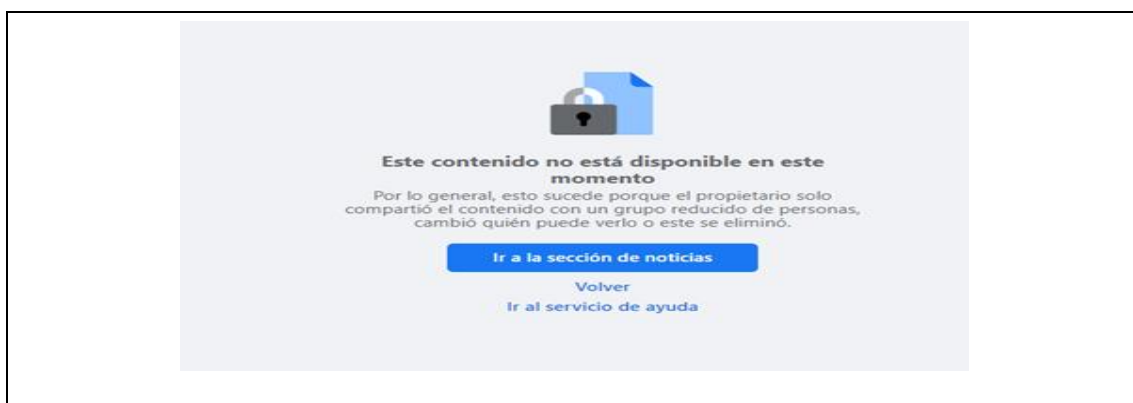 Este contenido no está disponible en este
momento
Por lo general, esto sucede porque el propietario solo
compartió el contenido con un grupo reducido de personas,
cambió quién puede verlo o este se eliminó.
Ir a la sección de noticias
Volver
Ir al servicio de ayuda